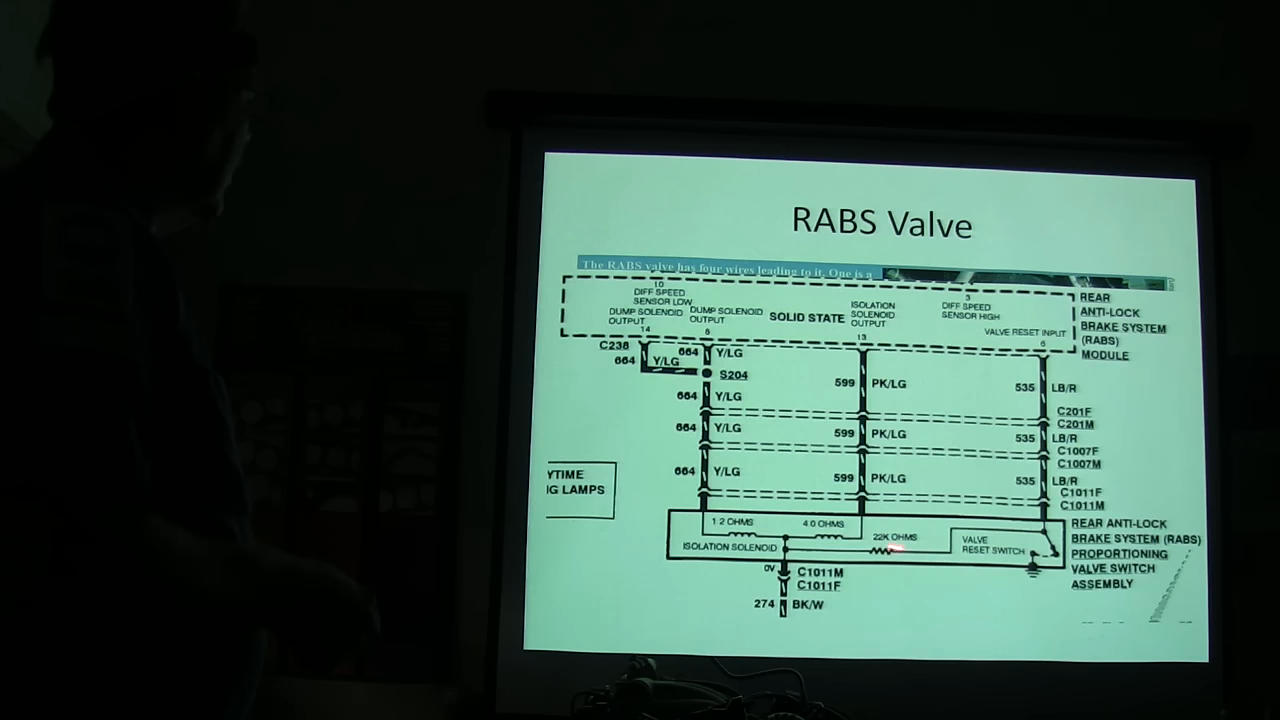 RABS Valve
The RABS valve has four wires leading to it. One is a
10
DIFF SPEED
SENSOR LOW
DUMP SOLENOID
OUTPUT
14
DUMP SOLENOID
OUTPUT
8
SOLID STATE
ISOLATION
SOLENOID
OUTPUT
13
3
DIFF SPEED
SENSOR HIGH
VALVE RESET INPUT
6
REAR
ANTI-LOCK
BRAKE SYSTEM
(RABS)
MODULE
C238
664 Y/LG
664 Y/LG
S204
664 Y/LG
599 PK/LG
535 LB/R
C201F
C201M
664 Y/LG
599 PK/LG
535 LB/R
C1007F
C1007M
664 Y/LG
599 PK/LG
535 LB/R
C1011F
C1011M
YTIME
IG LAMPS
1.2 OHMS
4.0 OHMS
22K OHMS
ISOLATION SOLENOID
VALVE
RESET SWITCH
REAR ANTI-LOCK
BRAKE SYSTEM (RABS)
PROPORTIONING
VALVE SWITCH
ASSEMBLY
0V
C1011M
C1011F
274 BK/W